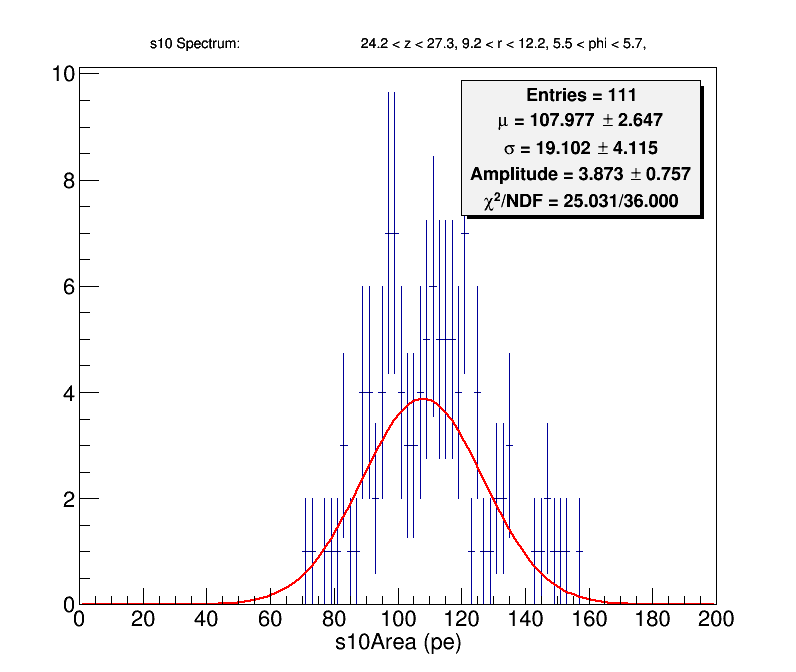 s10 Spectrum: 24.2 < z < 27.3, 9.2 < r < 12.2, 5.5 < phi < 5.7,
Entries = 111
μ = 107.977 ± 2.647
σ = 19.102 ± 4.115
Amplitude = 3.873 ± 0.757
χ²/NDF = 25.031/36.000
10
8
6
4
2
0
0 20 40 60 80 100 120 140 160 180 200
s10Area (pe)